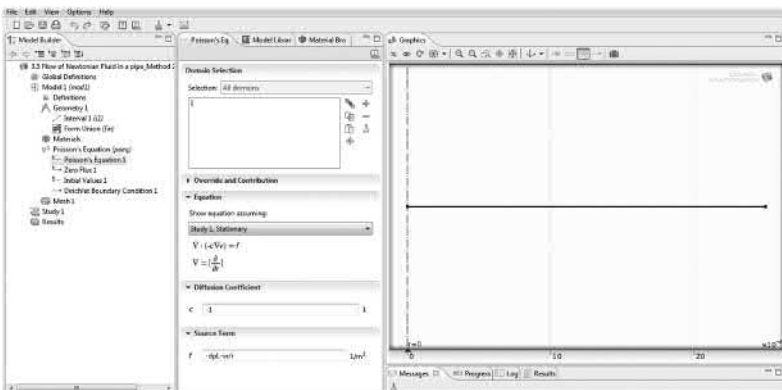 File Edit View Options Help
Model Builder
3.3 Flow of Newtonian Fluid in a pipe_Method 2
Global Definitions
Model 1 (mod1)
Definitions
Geometry 1
Interval 1 (i1)
Form Union (fin)
Materials
Poisson's Equation (poeq)
Poisson's Equation 1
Zero Flux 1
Initial Values 1
Dirichlet Boundary Condition 1
Mesh 1
Study 1
Results
Poisson's Eq Model Librar Material Bro
Domain Selection
Selection: All domains
1
Override and Contribution
Equation
Show equation assuming:
Study 1, Stationary
∇ · (-c∇v) = f
∇ = [∂/∂r]
Diffusion Coefficient
c -1 1
Source Term
f 1/m²
Graphics
r=0
0 10 20
Messages Progress Log Results